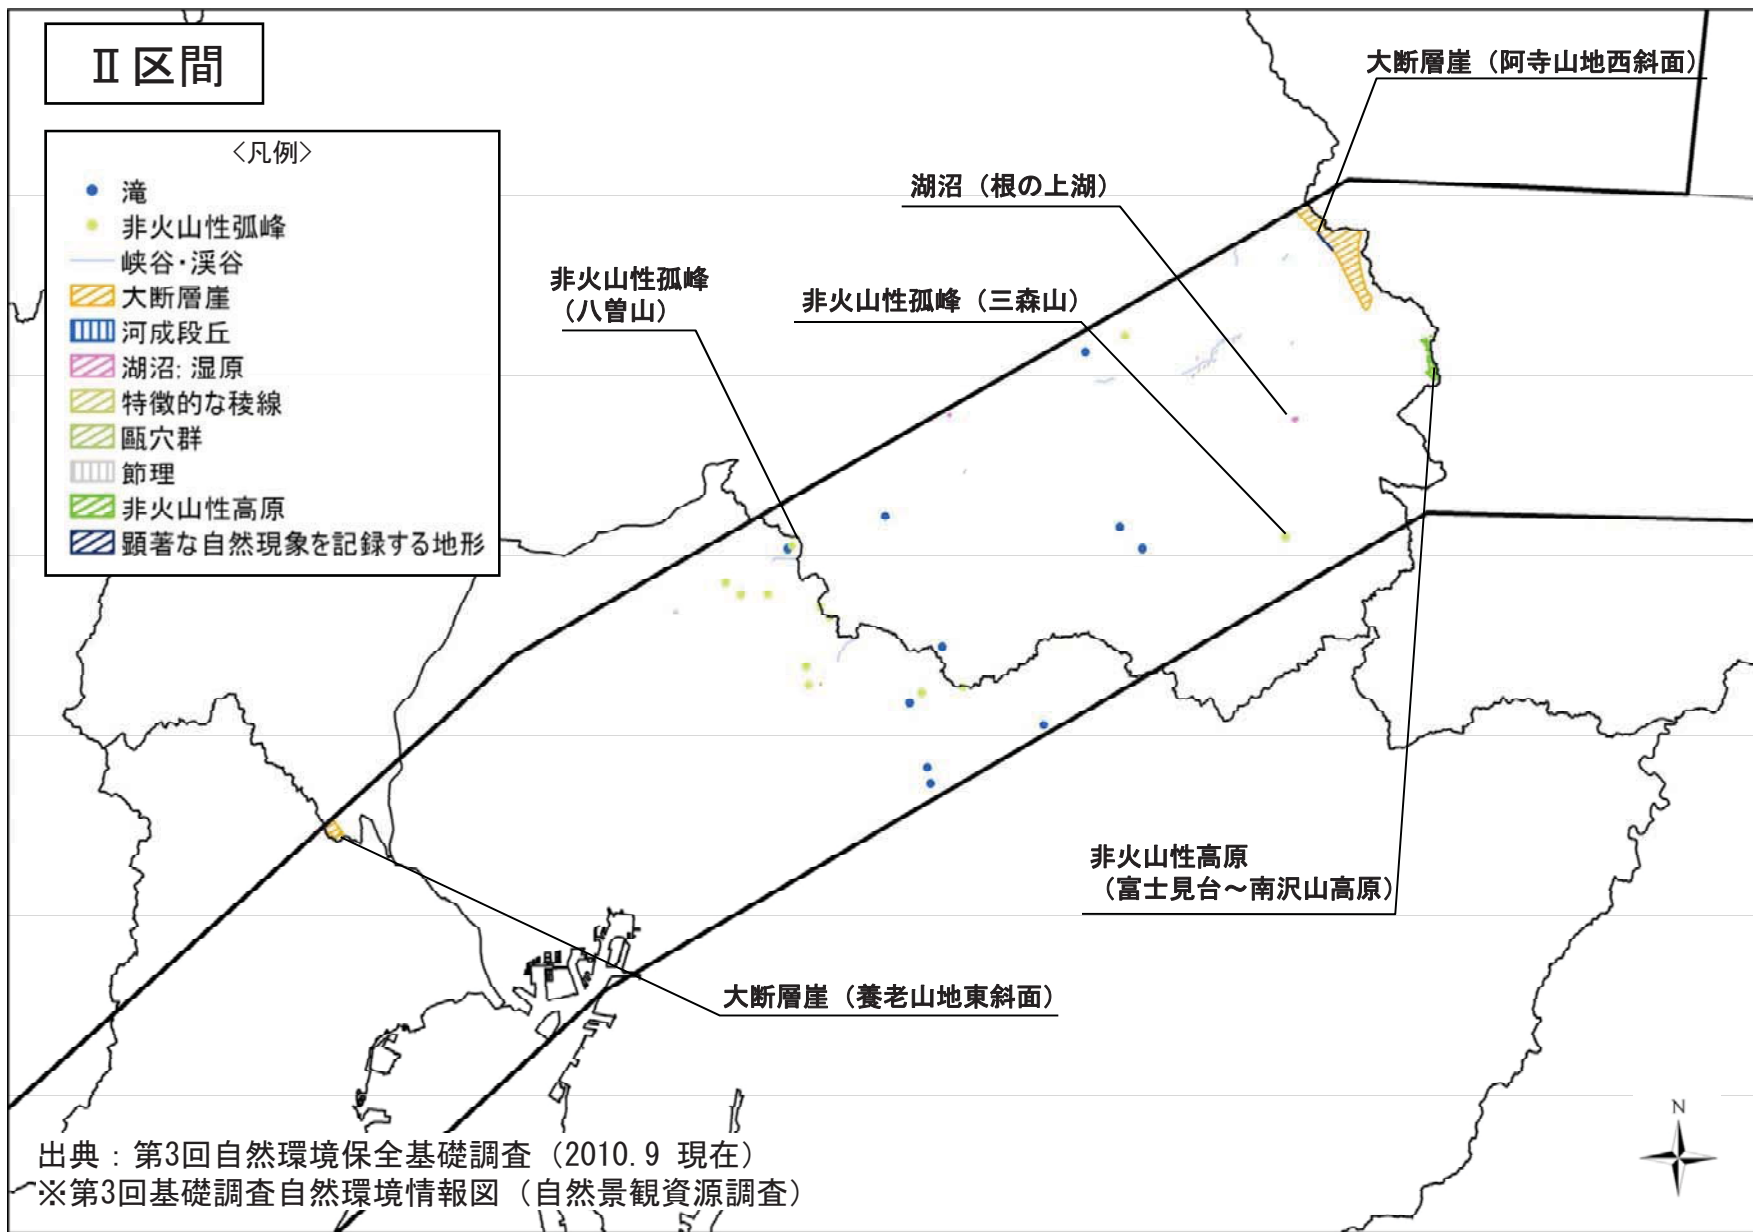 Ⅱ区間
大断層崖（阿寺山地西斜面）
<凡例>
滝
非火山性弧峰
峡谷・渓谷
大断層崖
河成段丘
湖沼: 湿原
特徴的な稜線
甌穴群
節理
非火山性高原
顕著な自然現象を記録する地形
湖沼（根の上湖）
非火山性孤峰
（八曽山）
非火山性孤峰（三森山）
非火山性高原
（富士見台～南沢山高原）
大断層崖（養老山地東斜面）
N
出典：第3回自然環境保全基礎調査（2010.9 現在）
※第3回基礎調査自然環境情報図（自然景観資源調査）